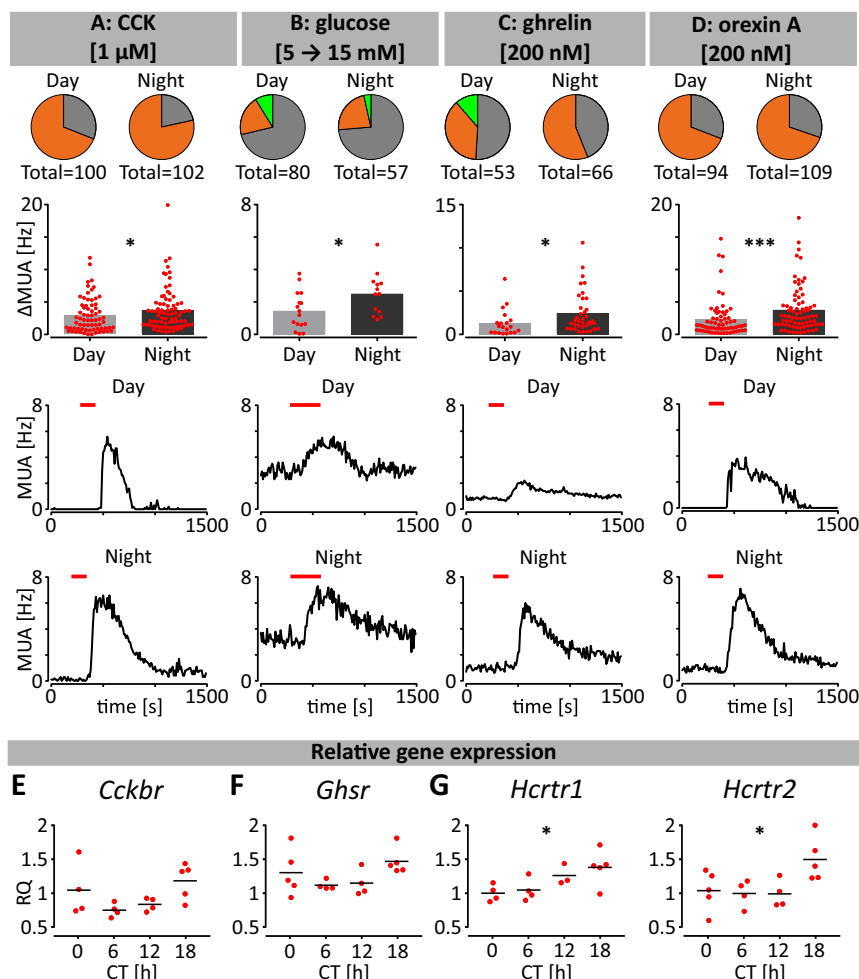 A: CCK
[1 µM]
B: glucose
[5 → 15 mM]
C: ghrelin
[200 nM]
D: orexin A
[200 nM]
Day Night Day Night Day Night Day Night
Total=100 Total=102 Total=80 Total=57 Total=53 Total=66 Total=94 Total=109
ΔMUA [Hz]
20
0
*
Day Night
8
0
*
Day Night
15
0
*
Day Night
20
0
***
Day Night
Day
MUA [Hz]
8
0
0 1500
Day
8
0
0 1500
Day
8
0
0 1500
Day
8
0
0 1500
Night
MUA [Hz]
8
0
0 1500
time [s]
Night
8
0
0 1500
time [s]
Night
8
0
0 1500
time [s]
Night
8
0
0 1500
time [s]
Relative gene expression
E Cckbr
RQ
2
1.5
1
0.5
0 6 12 18
CT [h]
F Ghsr
2
1.5
1
0.5
0 6 12 18
CT [h]
G Hcrtr1
*
2
1.5
1
0.5
0 6 12 18
CT [h]
Hcrtr2
*
2
1.5
1
0.5
0 6 12 18
CT [h]